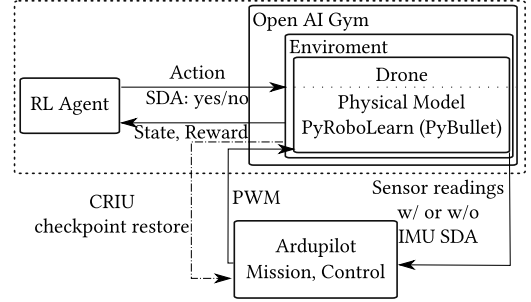 Open AI Gym
Enviroment
Drone
Physical Model
PyRoboLearn (PyBullet)
RL Agent
Action
SDA: yes/no
State, Reward
CRIU
checkpoint restore
PWM
Sensor readings
w/ or w/o
IMU SDA
Ardupilot
Mission, Control